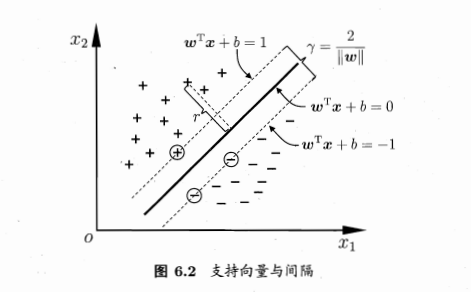 x₂
wᵀx + b = 1
γ = 2/‖w‖
wᵀx + b = 0
r
wᵀx + b = −1
O
x₁
图 6.2 支持向量与间隔